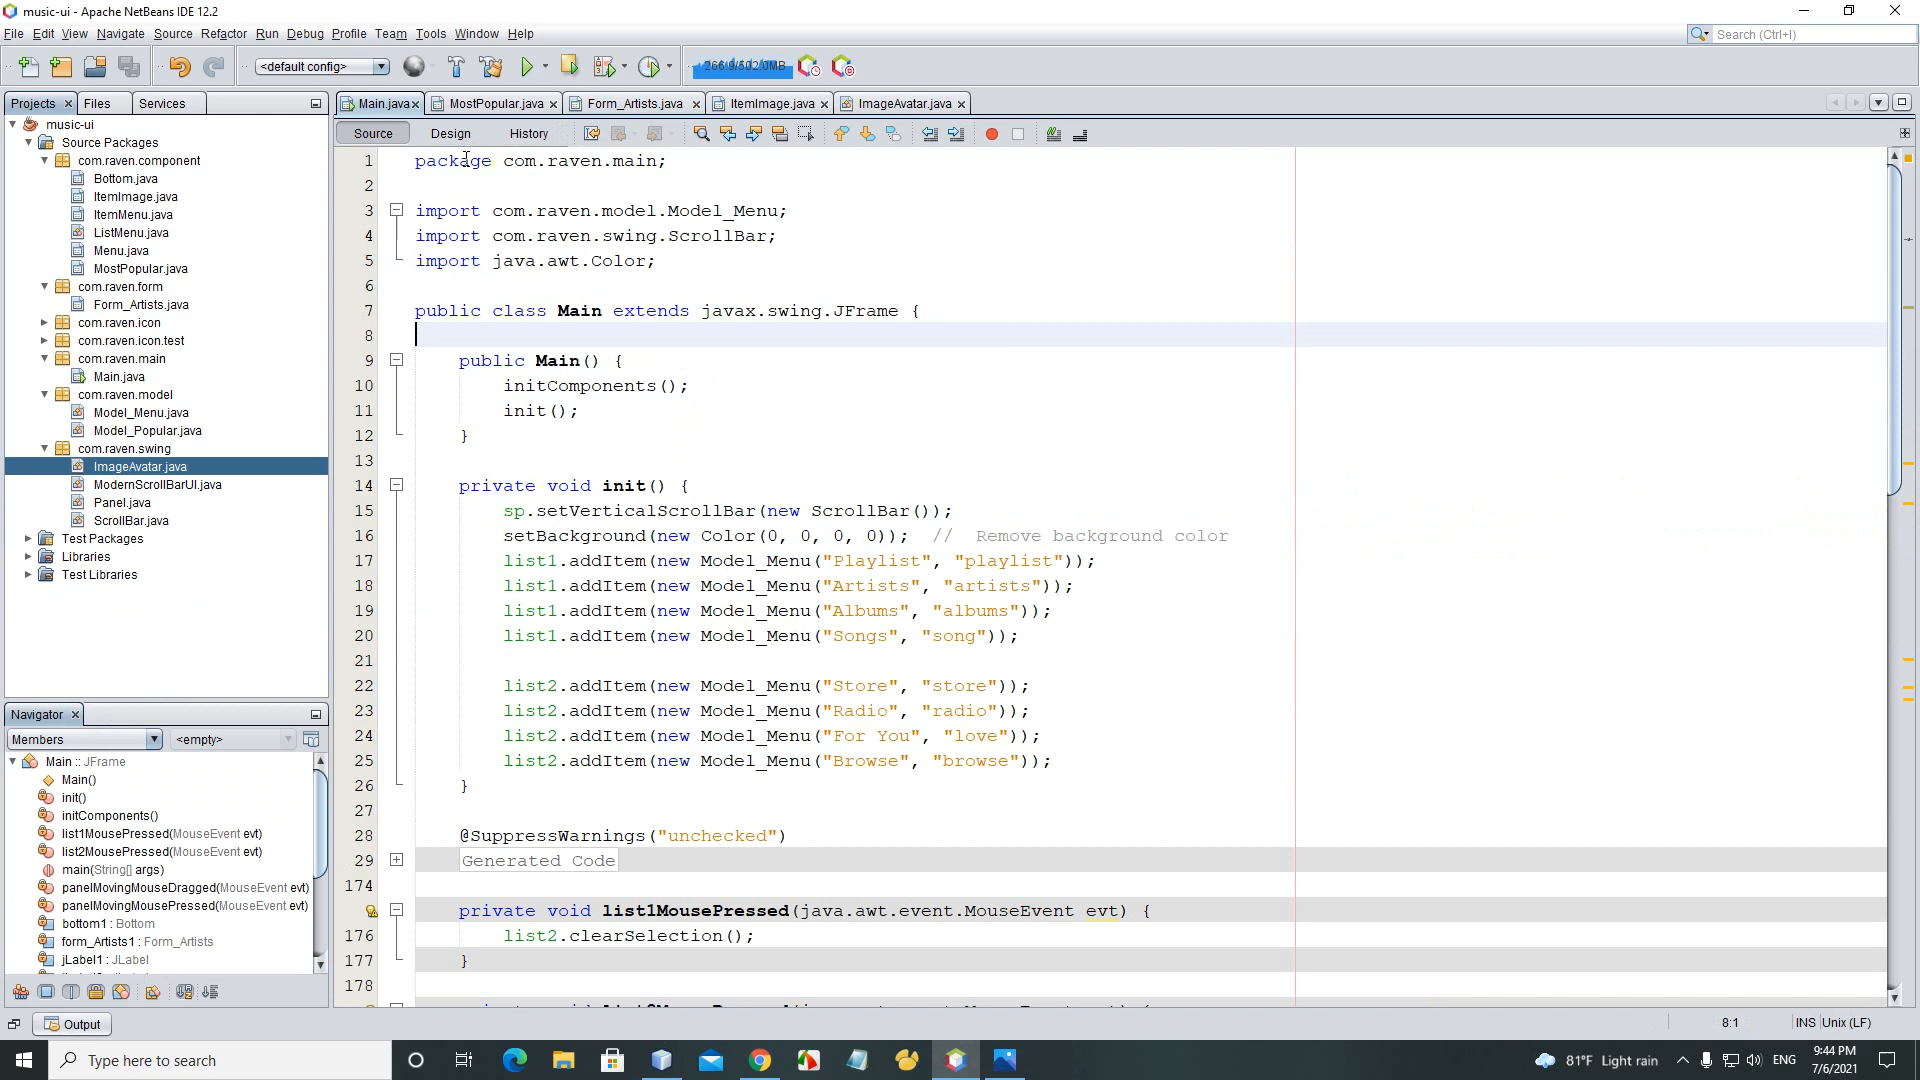 music-ui - Apache NetBeans IDE 12.2
File Edit View Navigate Source Refactor Run Debug Profile Team Tools Window Help
Search (Ctrl+I)
<default config>
266.9/502.0MB
Projects Files Services
Main.java MostPopular.java Form_Artists.java ItemImage.java ImageAvatar.java
Source Design History
music-ui
Source Packages
com.raven.component
Bottom.java
ItemImage.java
ItemMenu.java
ListMenu.java
Menu.java
MostPopular.java
com.raven.form
Form_Artists.java
com.raven.icon
com.raven.icon.test
com.raven.main
Main.java
com.raven.model
Model_Menu.java
Model_Popular.java
com.raven.swing
ImageAvatar.java
ModernScrollBarUI.java
Panel.java
ScrollBar.java
Test Packages
Libraries
Test Libraries
Navigator
Members <empty>
Main :: JFrame
Main()
init()
initComponents()
list1MousePressed(MouseEvent evt)
list2MousePressed(MouseEvent evt)
main(String[] args)
panelMovingMouseDragged(MouseEvent evt)
panelMovingMousePressed(MouseEvent evt)
bottom1 : Bottom
form_Artists1 : Form_Artists
jLabel1 : JLabel
1 package com.raven.main;
2
3 import com.raven.model.Model_Menu;
4 import com.raven.swing.ScrollBar;
5 import java.awt.Color;
6
7 public class Main extends javax.swing.JFrame {
8
9 public Main() {
10 initComponents();
11 init();
12 }
13
14 private void init() {
15 sp.setVerticalScrollBar(new ScrollBar());
16 setBackground(new Color(0, 0, 0, 0)); // Remove background color
17 list1.addItem(new Model_Menu("Playlist", "playlist"));
18 list1.addItem(new Model_Menu("Artists", "artists"));
19 list1.addItem(new Model_Menu("Albums", "albums"));
20 list1.addItem(new Model_Menu("Songs", "song"));
21
22 list2.addItem(new Model_Menu("Store", "store"));
23 list2.addItem(new Model_Menu("Radio", "radio"));
24 list2.addItem(new Model_Menu("For You", "love"));
25 list2.addItem(new Model_Menu("Browse", "browse"));
26 }
27
28 @SuppressWarnings("unchecked")
29 Generated Code
174
private void list1MousePressed(java.awt.event.MouseEvent evt) {
176 list2.clearSelection();
177 }
178
Output
8:1 INS Unix (LF)
Type here to search
81°F Light rain ENG 9:44 PM
7/6/2021